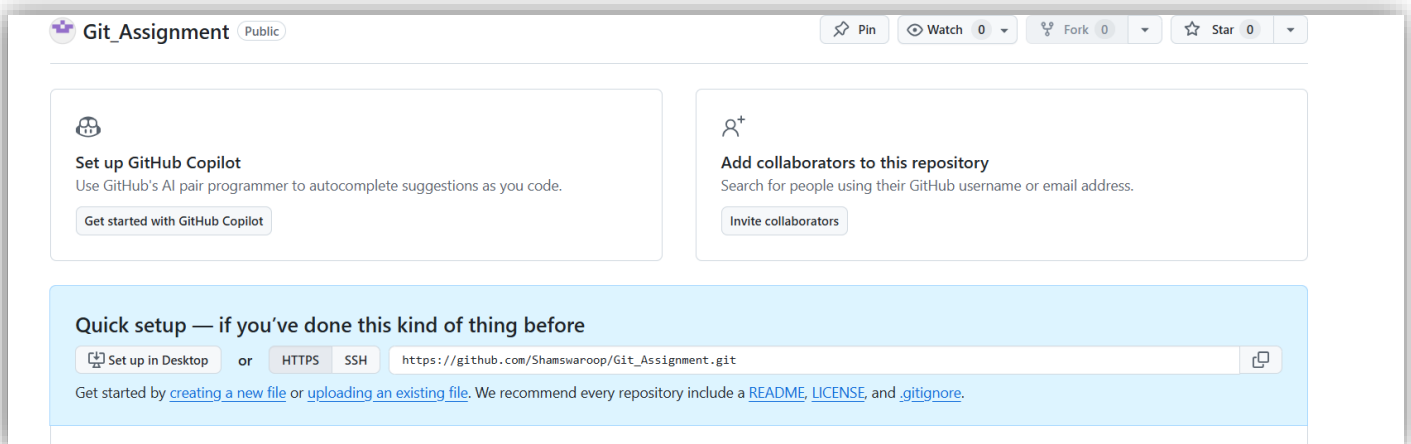 Git_Assignment Public
Pin
Watch 0
Fork 0
Star 0
Set up GitHub Copilot
Use GitHub's AI pair programmer to autocomplete suggestions as you code.
Get started with GitHub Copilot
Add collaborators to this repository
Search for people using their GitHub username or email address.
Invite collaborators
Quick setup — if you’ve done this kind of thing before
Set up in Desktop or HTTPS SSH https://github.com/Shamswaroop/Git_Assignment.git
Get started by creating a new file or uploading an existing file. We recommend every repository include a README, LICENSE, and .gitignore.